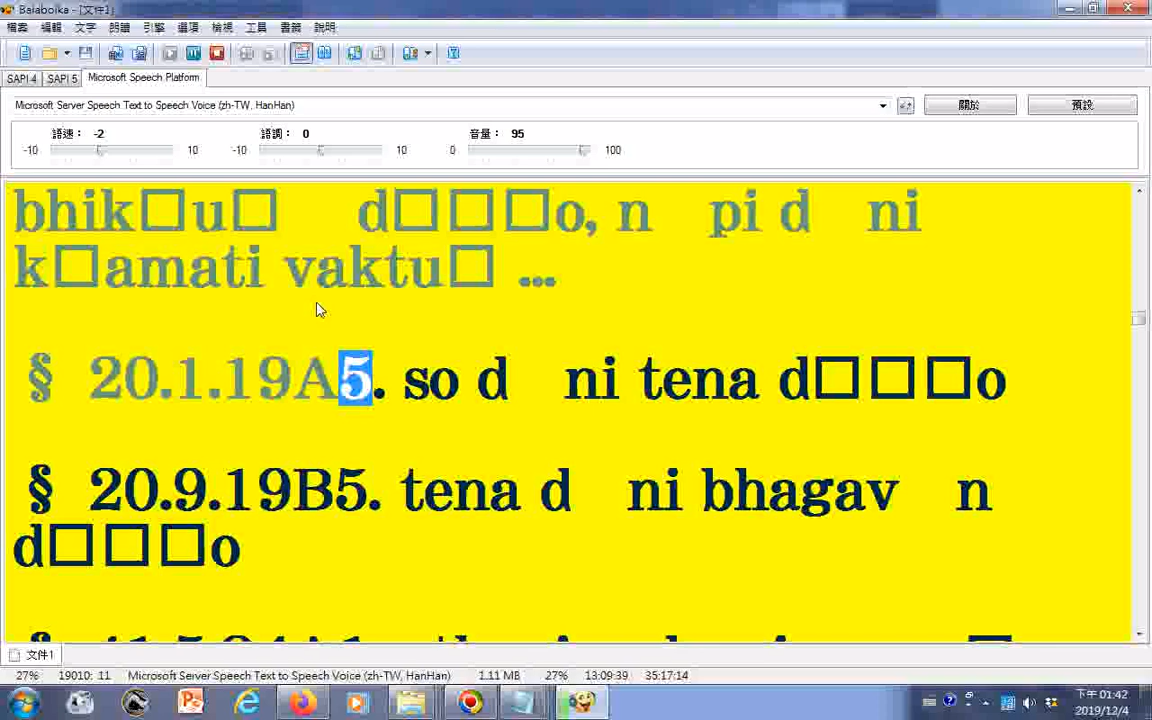 Balabolka - [文件1]
檔案 編輯 文字 朗讀 引擎 選項 檢視 工具 書籤 說明
SAPI 4 SAPI 5 Microsoft Speech Platform
Microsoft Server Speech Text to Speech Voice (zh-TW, HanHan) 關於 預設
語速： -2 語調： 0 音量： 95
-10 10 -10 10 0 100
bhik□u□ d□□□o, n pi d ni
k□amati vaktu□ ...
§ 20.1.19A5. so d ni tena d□□□o
§ 20.9.19B5. tena d ni bhagav n
d□□□o
文件1
27% 19010: 11 Microsoft Server Speech Text to Speech Voice (zh-TW, HanHan) 1.11 MB 27% 13:09:39 35:17:14
下午 01:42
2019/12/4